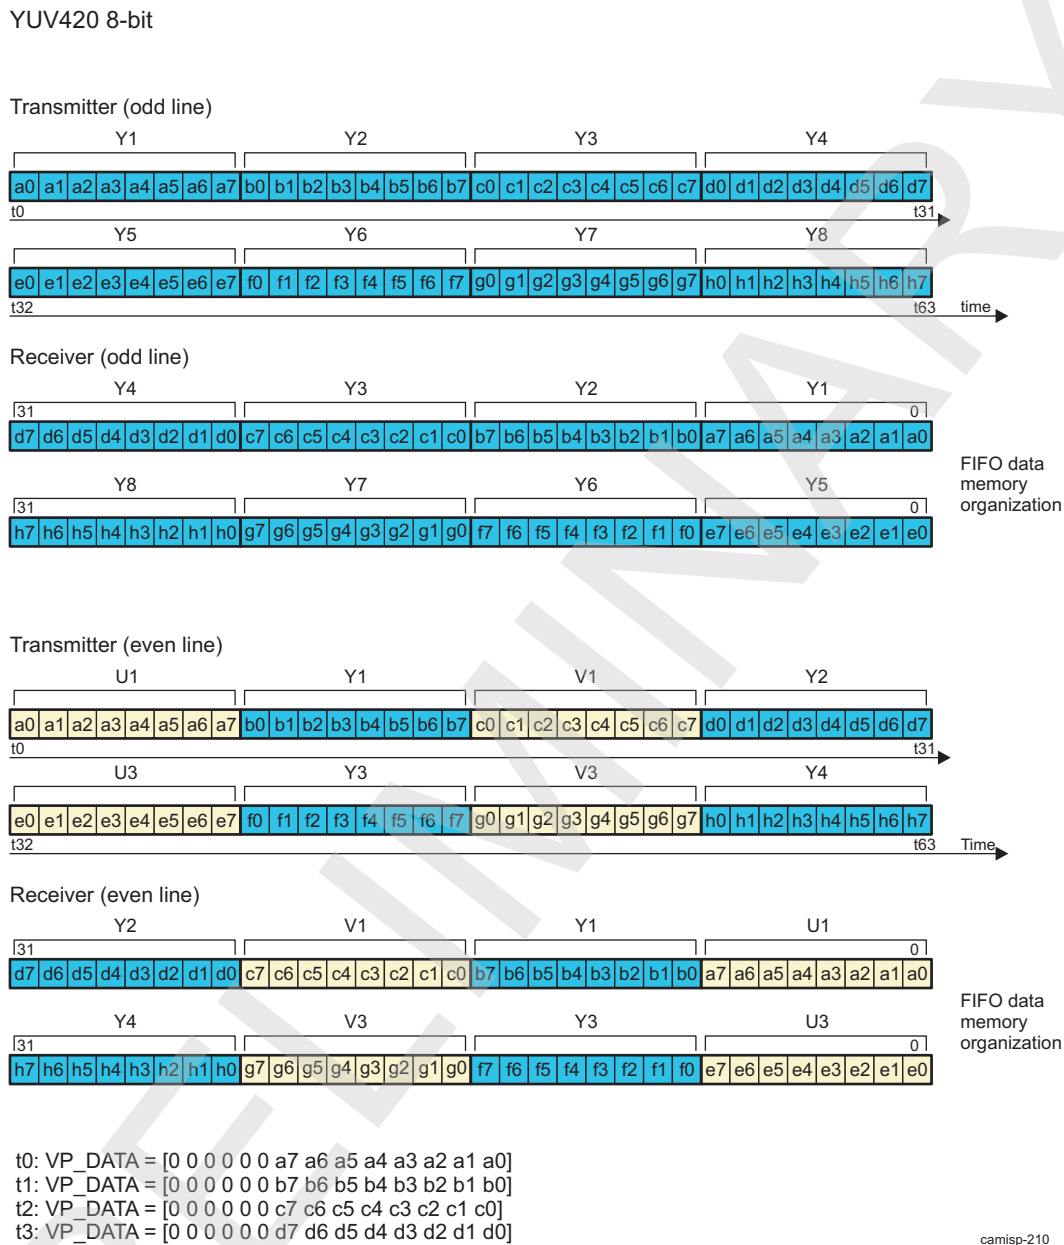 YUV420 8-bit
Transmitter (odd line)
Y1 Y2 Y3 Y4
a0 a1 a2 a3 a4 a5 a6 a7 b0 b1 b2 b3 b4 b5 b6 b7 c0 c1 c2 c3 c4 c5 c6 c7 d0 d1 d2 d3 d4 d5 d6 d7
t0 t31
Y5 Y6 Y7 Y8
e0 e1 e2 e3 e4 e5 e6 e7 f0 f1 f2 f3 f4 f5 f6 f7 g0 g1 g2 g3 g4 g5 g6 g7 h0 h1 h2 h3 h4 h5 h6 h7
t32 t63 time
Receiver (odd line)
Y4 Y3 Y2 Y1
31 0
d7 d6 d5 d4 d3 d2 d1 d0 c7 c6 c5 c4 c3 c2 c1 c0 b7 b6 b5 b4 b3 b2 b1 b0 a7 a6 a5 a4 a3 a2 a1 a0
FIFO data
memory
organization
Y8 Y7 Y6 Y5
31 0
h7 h6 h5 h4 h3 h2 h1 h0 g7 g6 g5 g4 g3 g2 g1 g0 f7 f6 f5 f4 f3 f2 f1 f0 e7 e6 e5 e4 e3 e2 e1 e0
Transmitter (even line)
U1 Y1 V1 Y2
a0 a1 a2 a3 a4 a5 a6 a7 b0 b1 b2 b3 b4 b5 b6 b7 c0 c1 c2 c3 c4 c5 c6 c7 d0 d1 d2 d3 d4 d5 d6 d7
t0 t31
U3 Y3 V3 Y4
e0 e1 e2 e3 e4 e5 e6 e7 f0 f1 f2 f3 f4 f5 f6 f7 g0 g1 g2 g3 g4 g5 g6 g7 h0 h1 h2 h3 h4 h5 h6 h7
t32 t63 Time
Receiver (even line)
Y2 V1 Y1 U1
31 0
d7 d6 d5 d4 d3 d2 d1 d0 c7 c6 c5 c4 c3 c2 c1 c0 b7 b6 b5 b4 b3 b2 b1 b0 a7 a6 a5 a4 a3 a2 a1 a0
FIFO data
memory
organization
Y4 V3 Y3 U3
31 0
h7 h6 h5 h4 h3 h2 h1 h0 g7 g6 g5 g4 g3 g2 g1 g0 f7 f6 f5 f4 f3 f2 f1 f0 e7 e6 e5 e4 e3 e2 e1 e0
t0: VP_DATA = [0 0 0 0 0 0 a7 a6 a5 a4 a3 a2 a1 a0]
t1: VP_DATA = [0 0 0 0 0 0 b7 b6 b5 b4 b3 b2 b1 b0]
t2: VP_DATA = [0 0 0 0 0 0 c7 c6 c5 c4 c3 c2 c1 c0]
t3: VP_DATA = [0 0 0 0 0 0 d7 d6 d5 d4 d3 d2 d1 d0]
camisp-210